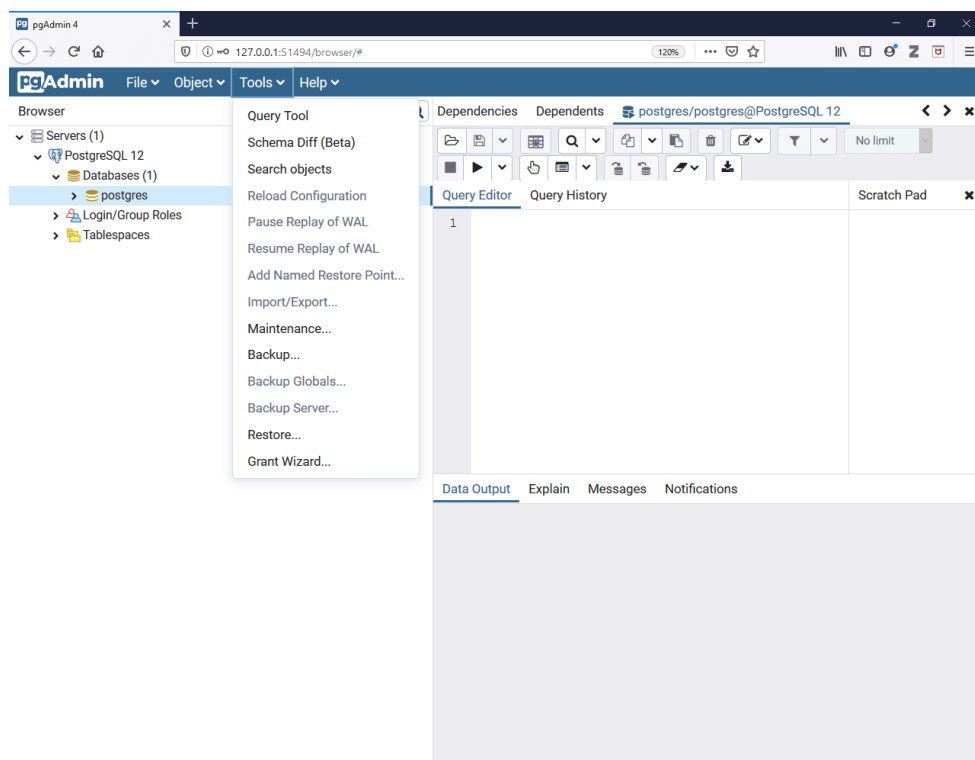 pgAdmin 4
127.0.0.1:51494/browser/#
120%
pgAdmin File Object Tools Help
Browser
Servers (1)
PostgreSQL 12
Databases (1)
postgres
Login/Group Roles
Tablespaces
Query Tool
Schema Diff (Beta)
Search objects
Reload Configuration
Pause Replay of WAL
Resume Replay of WAL
Add Named Restore Point...
Import/Export...
Maintenance...
Backup...
Backup Globals...
Backup Server...
Restore...
Grant Wizard...
Dependencies Dependents postgres/postgres@PostgreSQL 12
No limit
Query Editor Query History Scratch Pad
1
Data Output Explain Messages Notifications